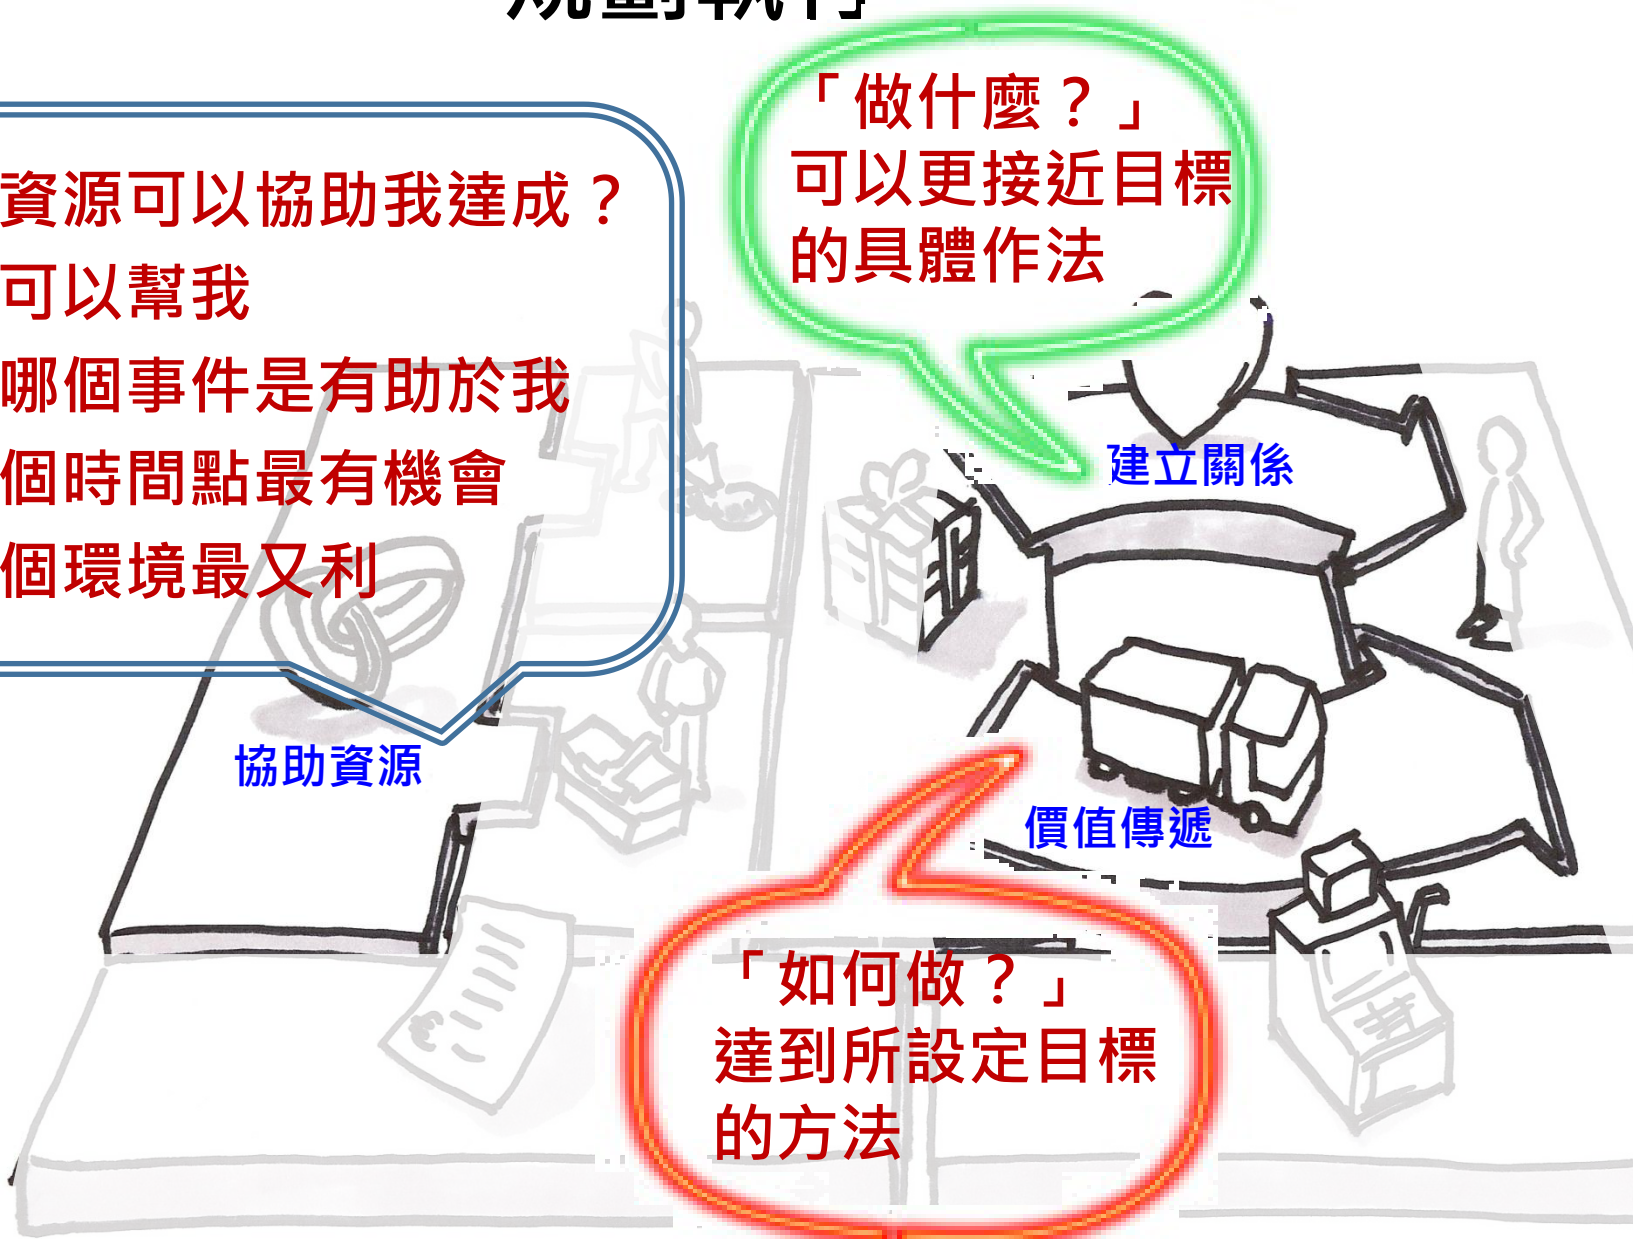 規劃執行
「做什麼？」
可以更接近目標
的具體作法
資源可以協助我達成？
可以幫我
哪個事件是有助於我
個時間點最有機會
個環境最又利
建立關係
協助資源
價值傳遞
「如何做？」
達到所設定目標
的方法